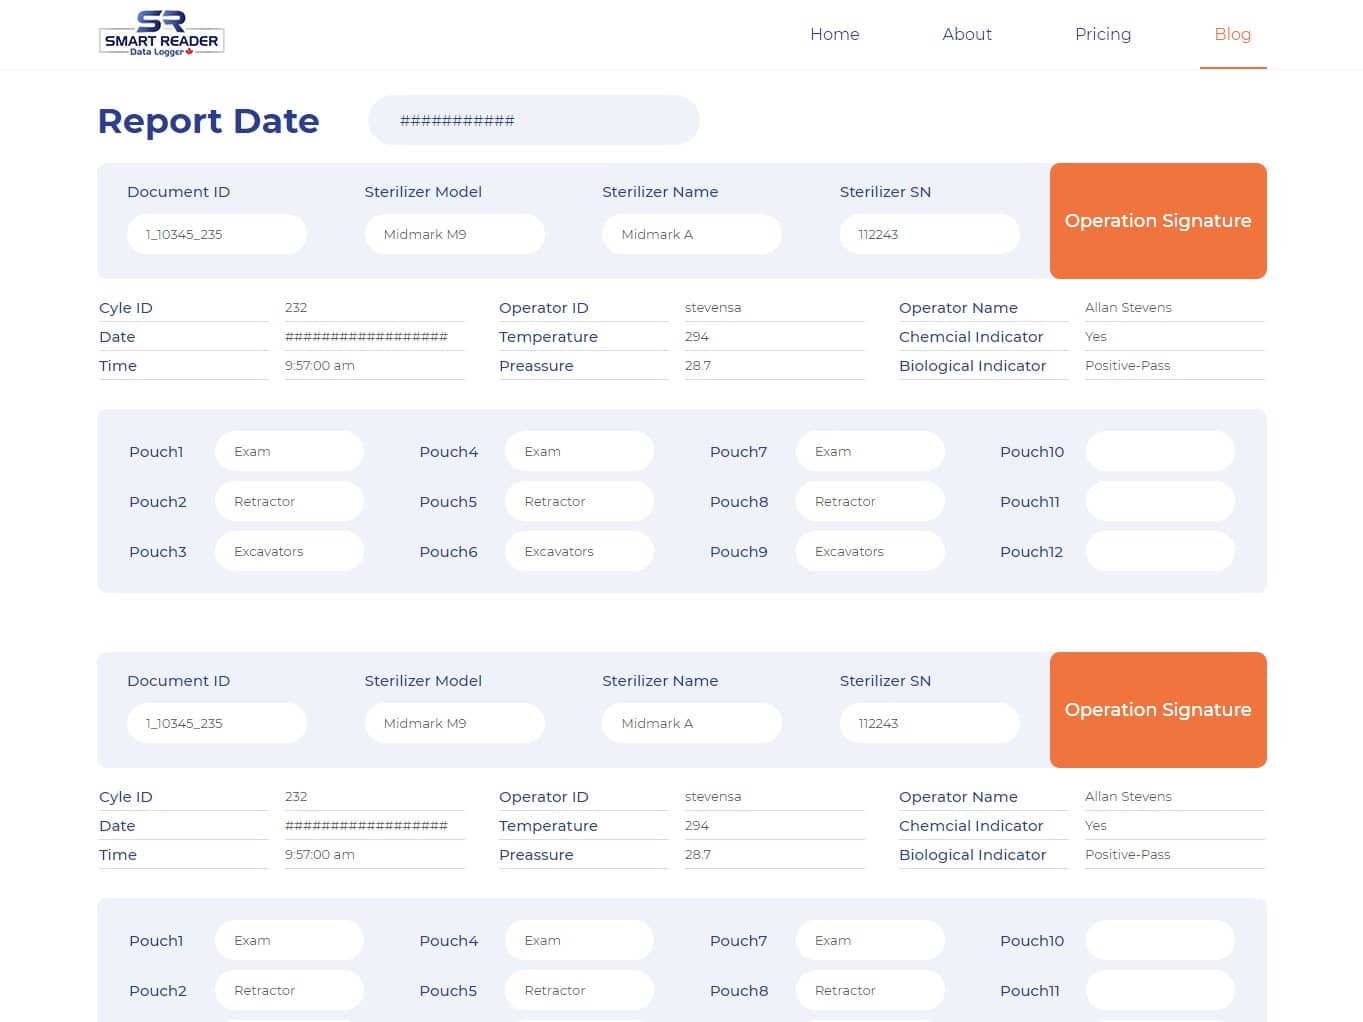 SR
SMART READER
Data Logger
Home About Pricing Blog
Report Date ###########
Document ID Sterilizer Model Sterilizer Name Sterilizer SN
1_10345_235 Midmark M9 Midmark A 112243
Operation Signature
Cyle ID 232 Operator ID stevensa Operator Name Allan Stevens
Date ################## Temperature 294 Chemcial Indicator Yes
Time 9:57:00 am Preassure 28.7 Biological Indicator Positive-Pass
Pouch1 Exam Pouch4 Exam Pouch7 Exam Pouch10
Pouch2 Retractor Pouch5 Retractor Pouch8 Retractor Pouch11
Pouch3 Excavators Pouch6 Excavators Pouch9 Excavators Pouch12
Document ID Sterilizer Model Sterilizer Name Sterilizer SN
1_10345_235 Midmark M9 Midmark A 112243
Operation Signature
Cyle ID 232 Operator ID stevensa Operator Name Allan Stevens
Date ################## Temperature 294 Chemcial Indicator Yes
Time 9:57:00 am Preassure 28.7 Biological Indicator Positive-Pass
Pouch1 Exam Pouch4 Exam Pouch7 Exam Pouch10
Pouch2 Retractor Pouch5 Retractor Pouch8 Retractor Pouch11